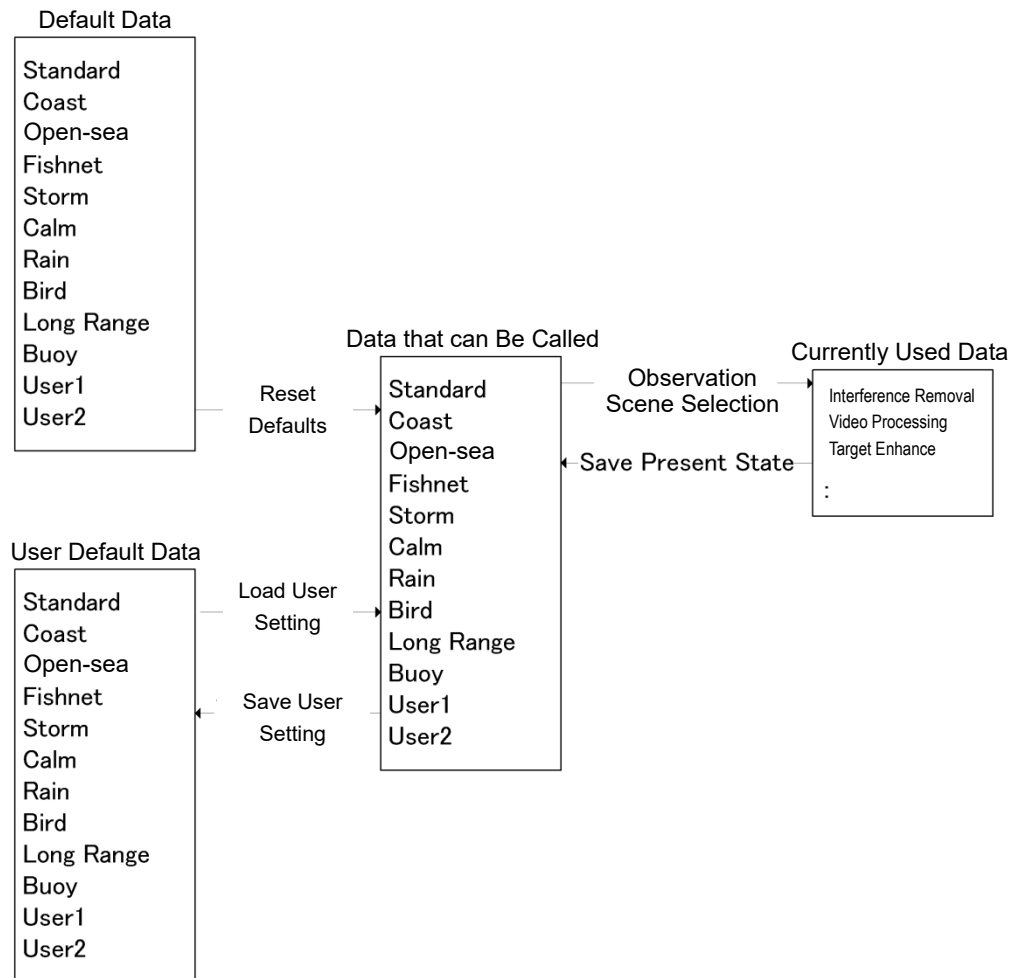 Default Data
Standard
Coast
Open-sea
Fishnet
Storm
Calm
Rain
Bird
Long Range
Buoy
User1
User2
Reset
Defaults
User Default Data
Standard
Coast
Open-sea
Fishnet
Storm
Calm
Rain
Bird
Long Range
Buoy
User1
User2
Load User
Setting
Save User
Setting
Data that can Be Called
Standard
Coast
Open-sea
Fishnet
Storm
Calm
Rain
Bird
Long Range
Buoy
User1
User2
Observation
Scene Selection
Save Present State
Currently Used Data
Interference Removal
Video Processing
Target Enhance
: